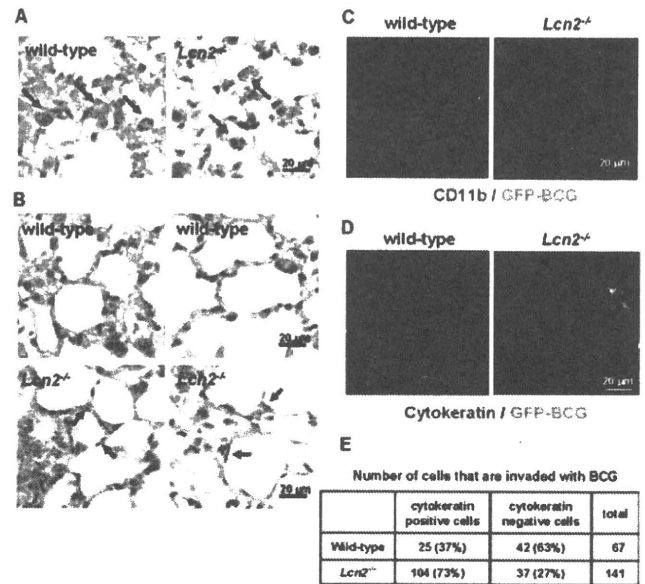 A
wild-type
Lcn2-/-
20 µm
B
wild-type
wild-type
20 µm
Lcn2-/-
Lcn2-/-
20 µm
C
wild-type
Lcn2-/-
20 µm
CD11b / GFP-BCG
D
wild-type
Lcn2-/-
20 µm
Cytokeratin / GFP-BCG
E
Number of cells that are invaded with BCG
cytokeratin positive cells
cytokeratin negative cells
total
Wild-type 25 (37%) 42 (63%) 67
Lcn2-/- 104 (73%) 37 (27%) 141